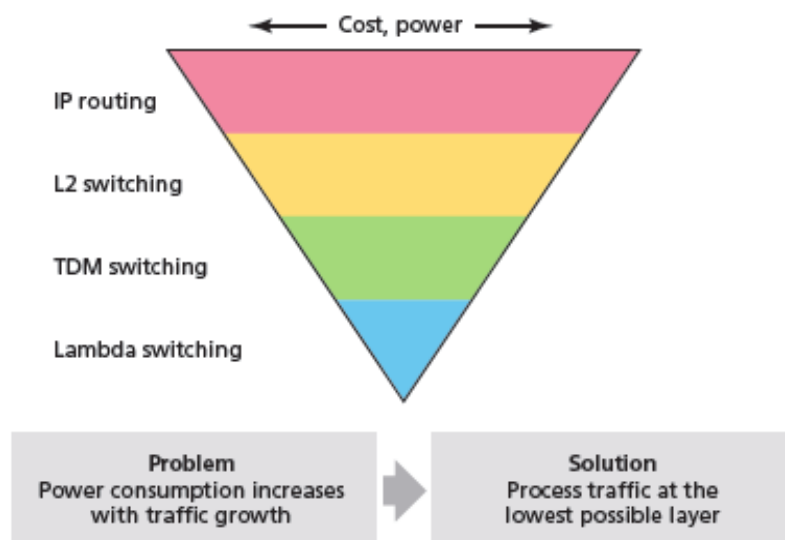 Cost, power
IP routing
L2 switching
TDM switching
Lambda switching
Problem
Power consumption increases
with traffic growth
Solution
Process traffic at the
lowest possible layer